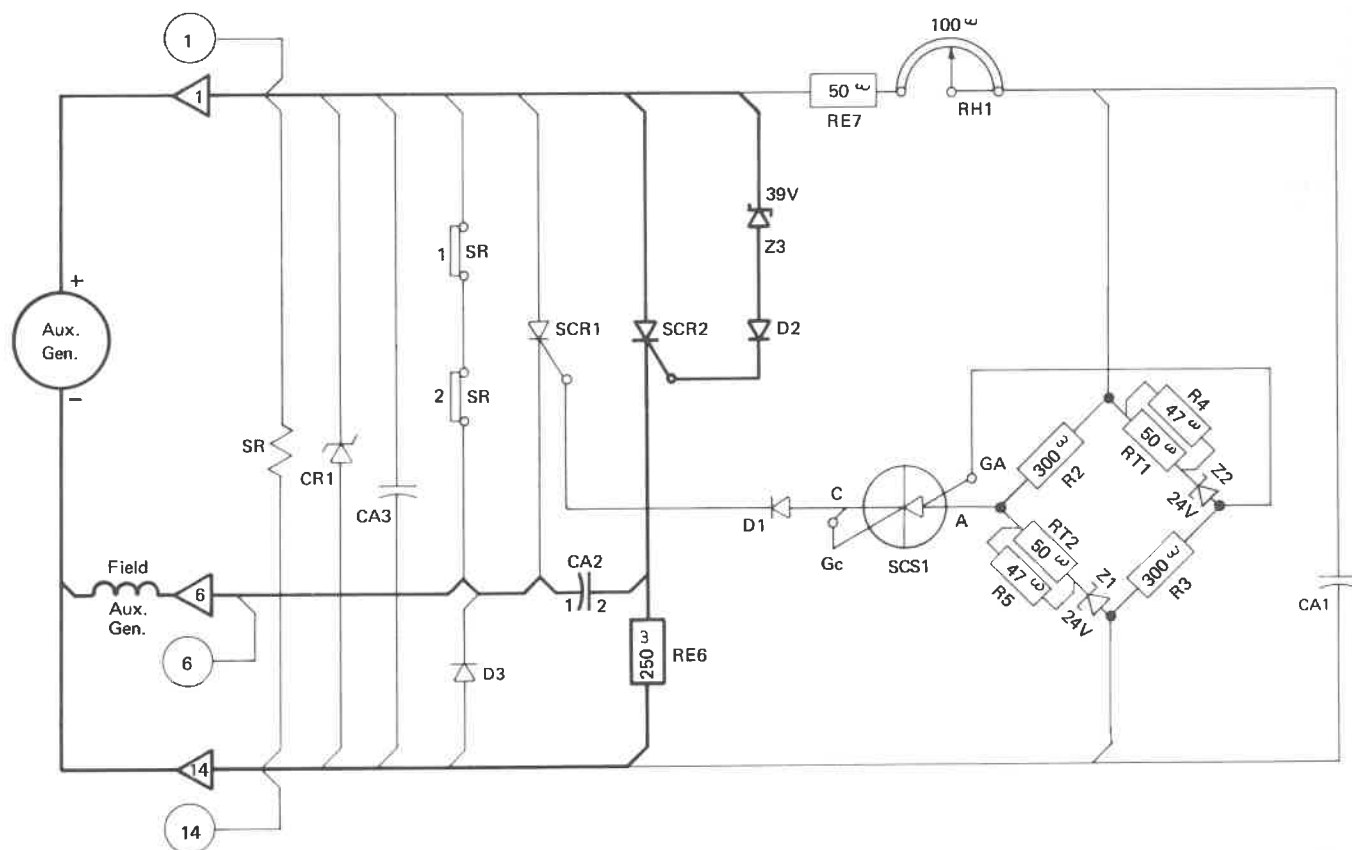 1
100 ω
1
50 ω
RE7
RH1
39V
Z3
1
SR
+
Aux.
Gen.
−
SCR1
SCR2
D2
2
SR
SR
CR1
CA3
GA
R4
47 ω
50 ω
RT1
Z2
24V
300 ω
R2
C
A
D1
Gc
SCS1
RT2
50 ω
47 ω
R5
Z1
24V
300 ω
R3
CA1
Field
Aux.
Gen.
6
CA2
1
2
6
D3
250 ω
RE6
14
14